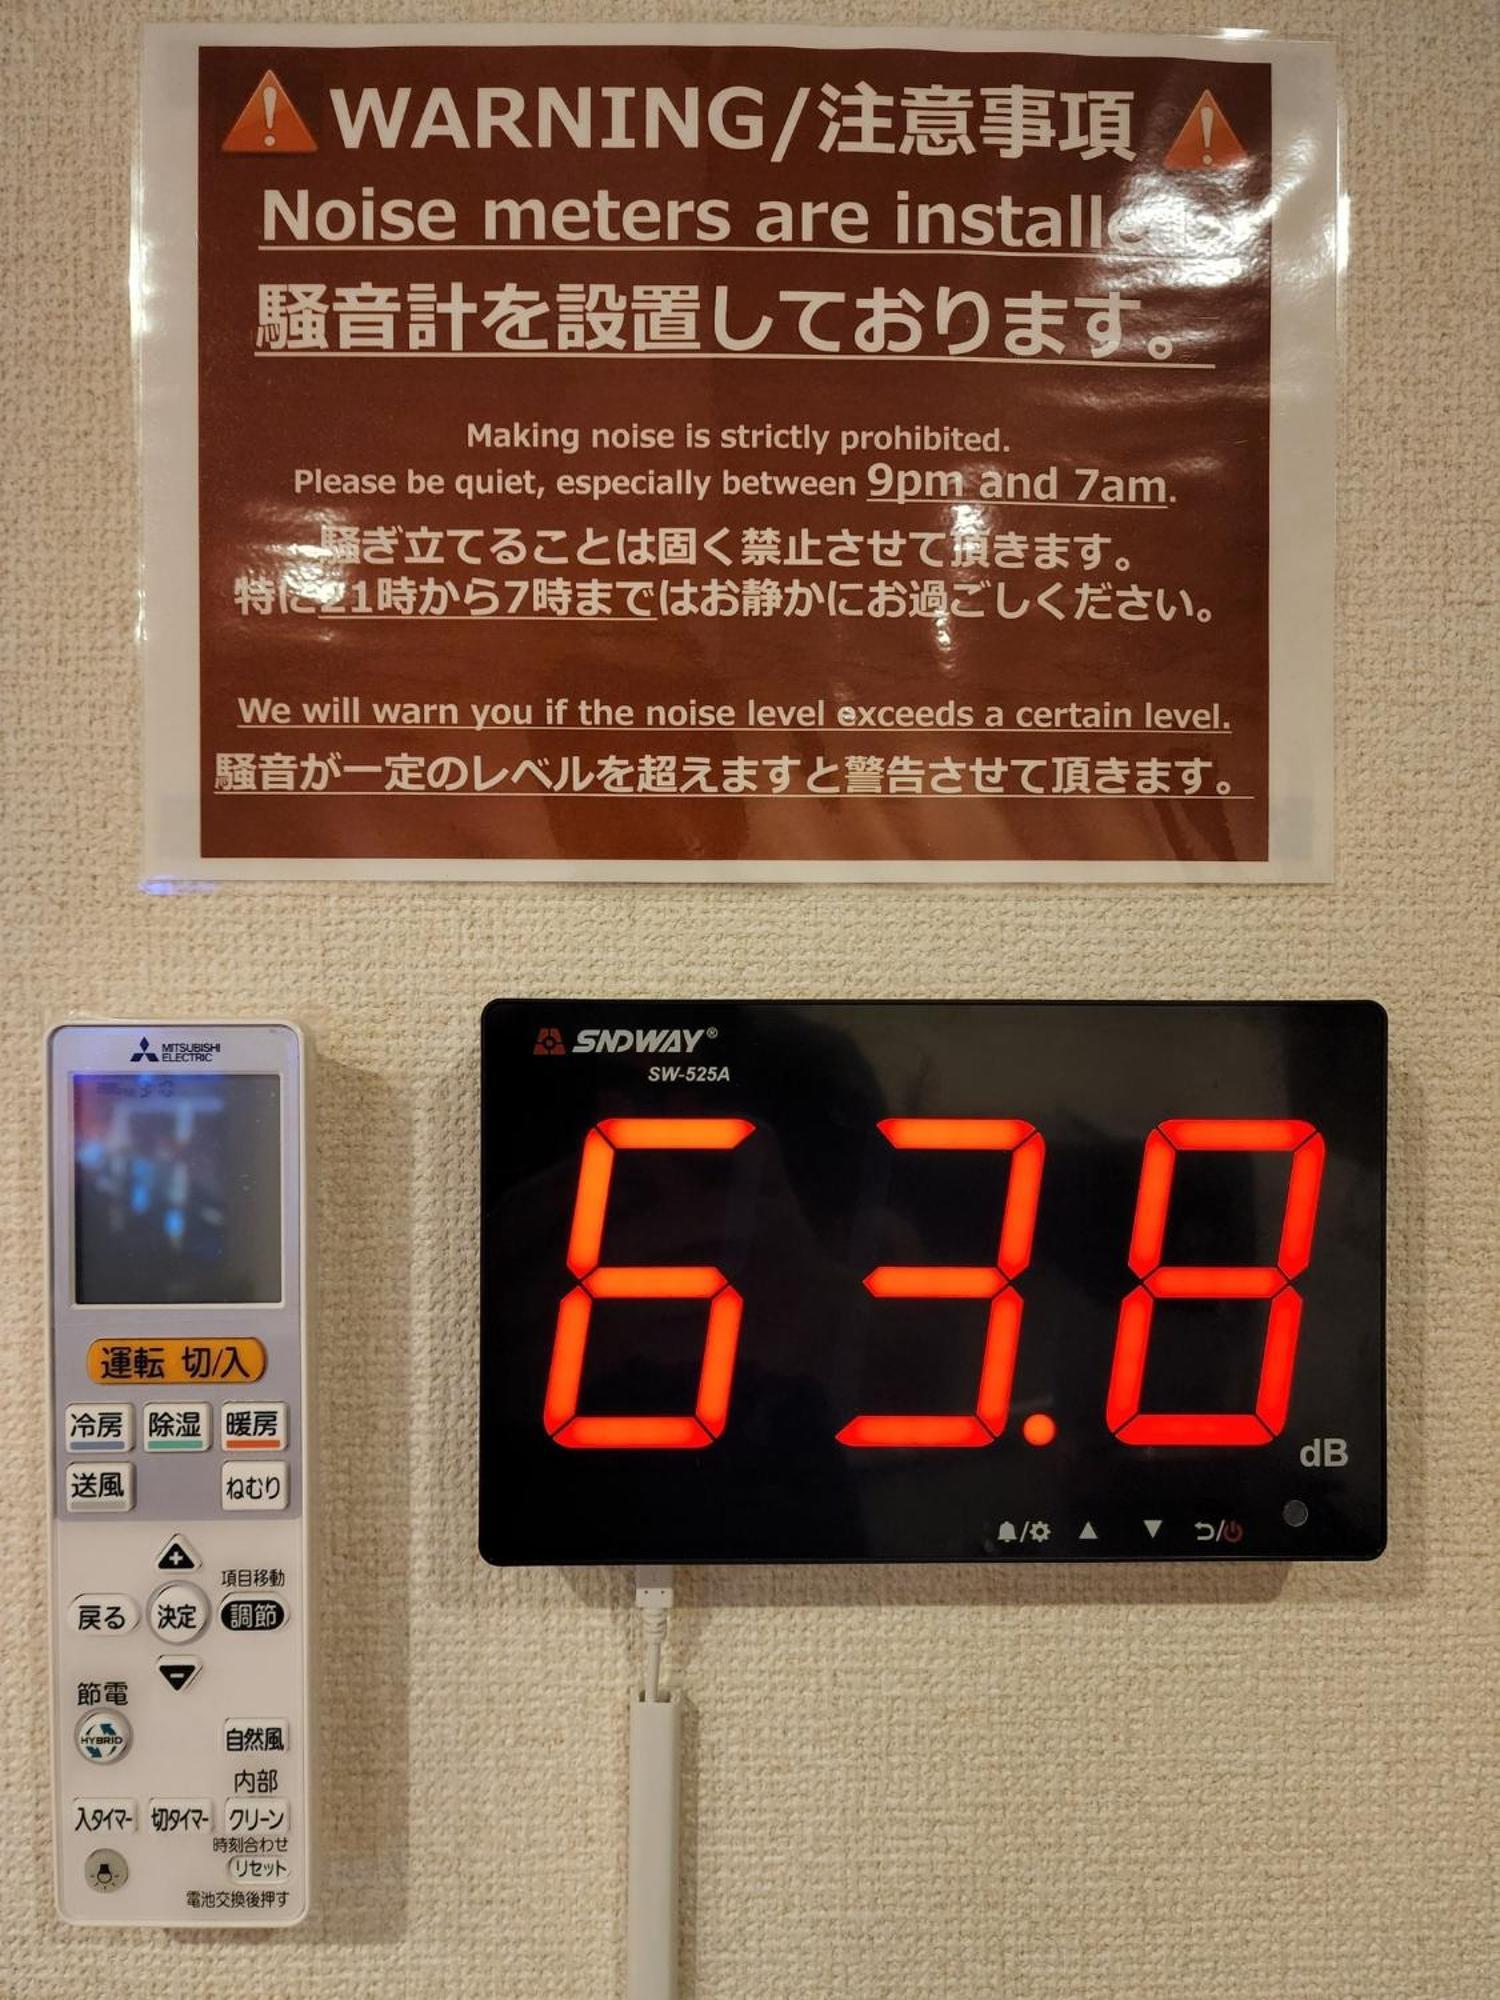 WARNING/注意事項
Noise meters are
騒音計を設置しております。
Making noise is strictly prohibited.
Please be quiet, especially between 9pm and 7am.
騒ぎ立てることは固く禁止させて頂きます。
特に21時から7時まではお静かにお過ごしください。
We will warn you if the noise level exceeds a certain level.
騒音が一定のレベルを超えますと警告させて頂きます。
MITSUBISHI
ELECTRIC
SNDWAY®
SW-525A
63.8
dB
運転 切/入
冷房 除湿 暖房
送風 ねむり
項目移動
戻る 決定 調節
節電
HYBRID
自然風
内部
入タイマー 切タイマー クリーン
時刻合わせ
リセット
電池交換後押す